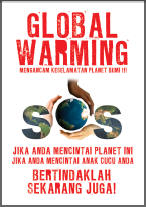 GLOBAL
WARMING
MENGANCAM KESELAMATAN PLANET BUMI !!!
SOS
JIKA ANDA MENCINTAI PLANET INI
JIKA ANDA MENCINTAI ANAK CUCU ANDA
BERTINDAKLAH
SEKARANG JUGA!